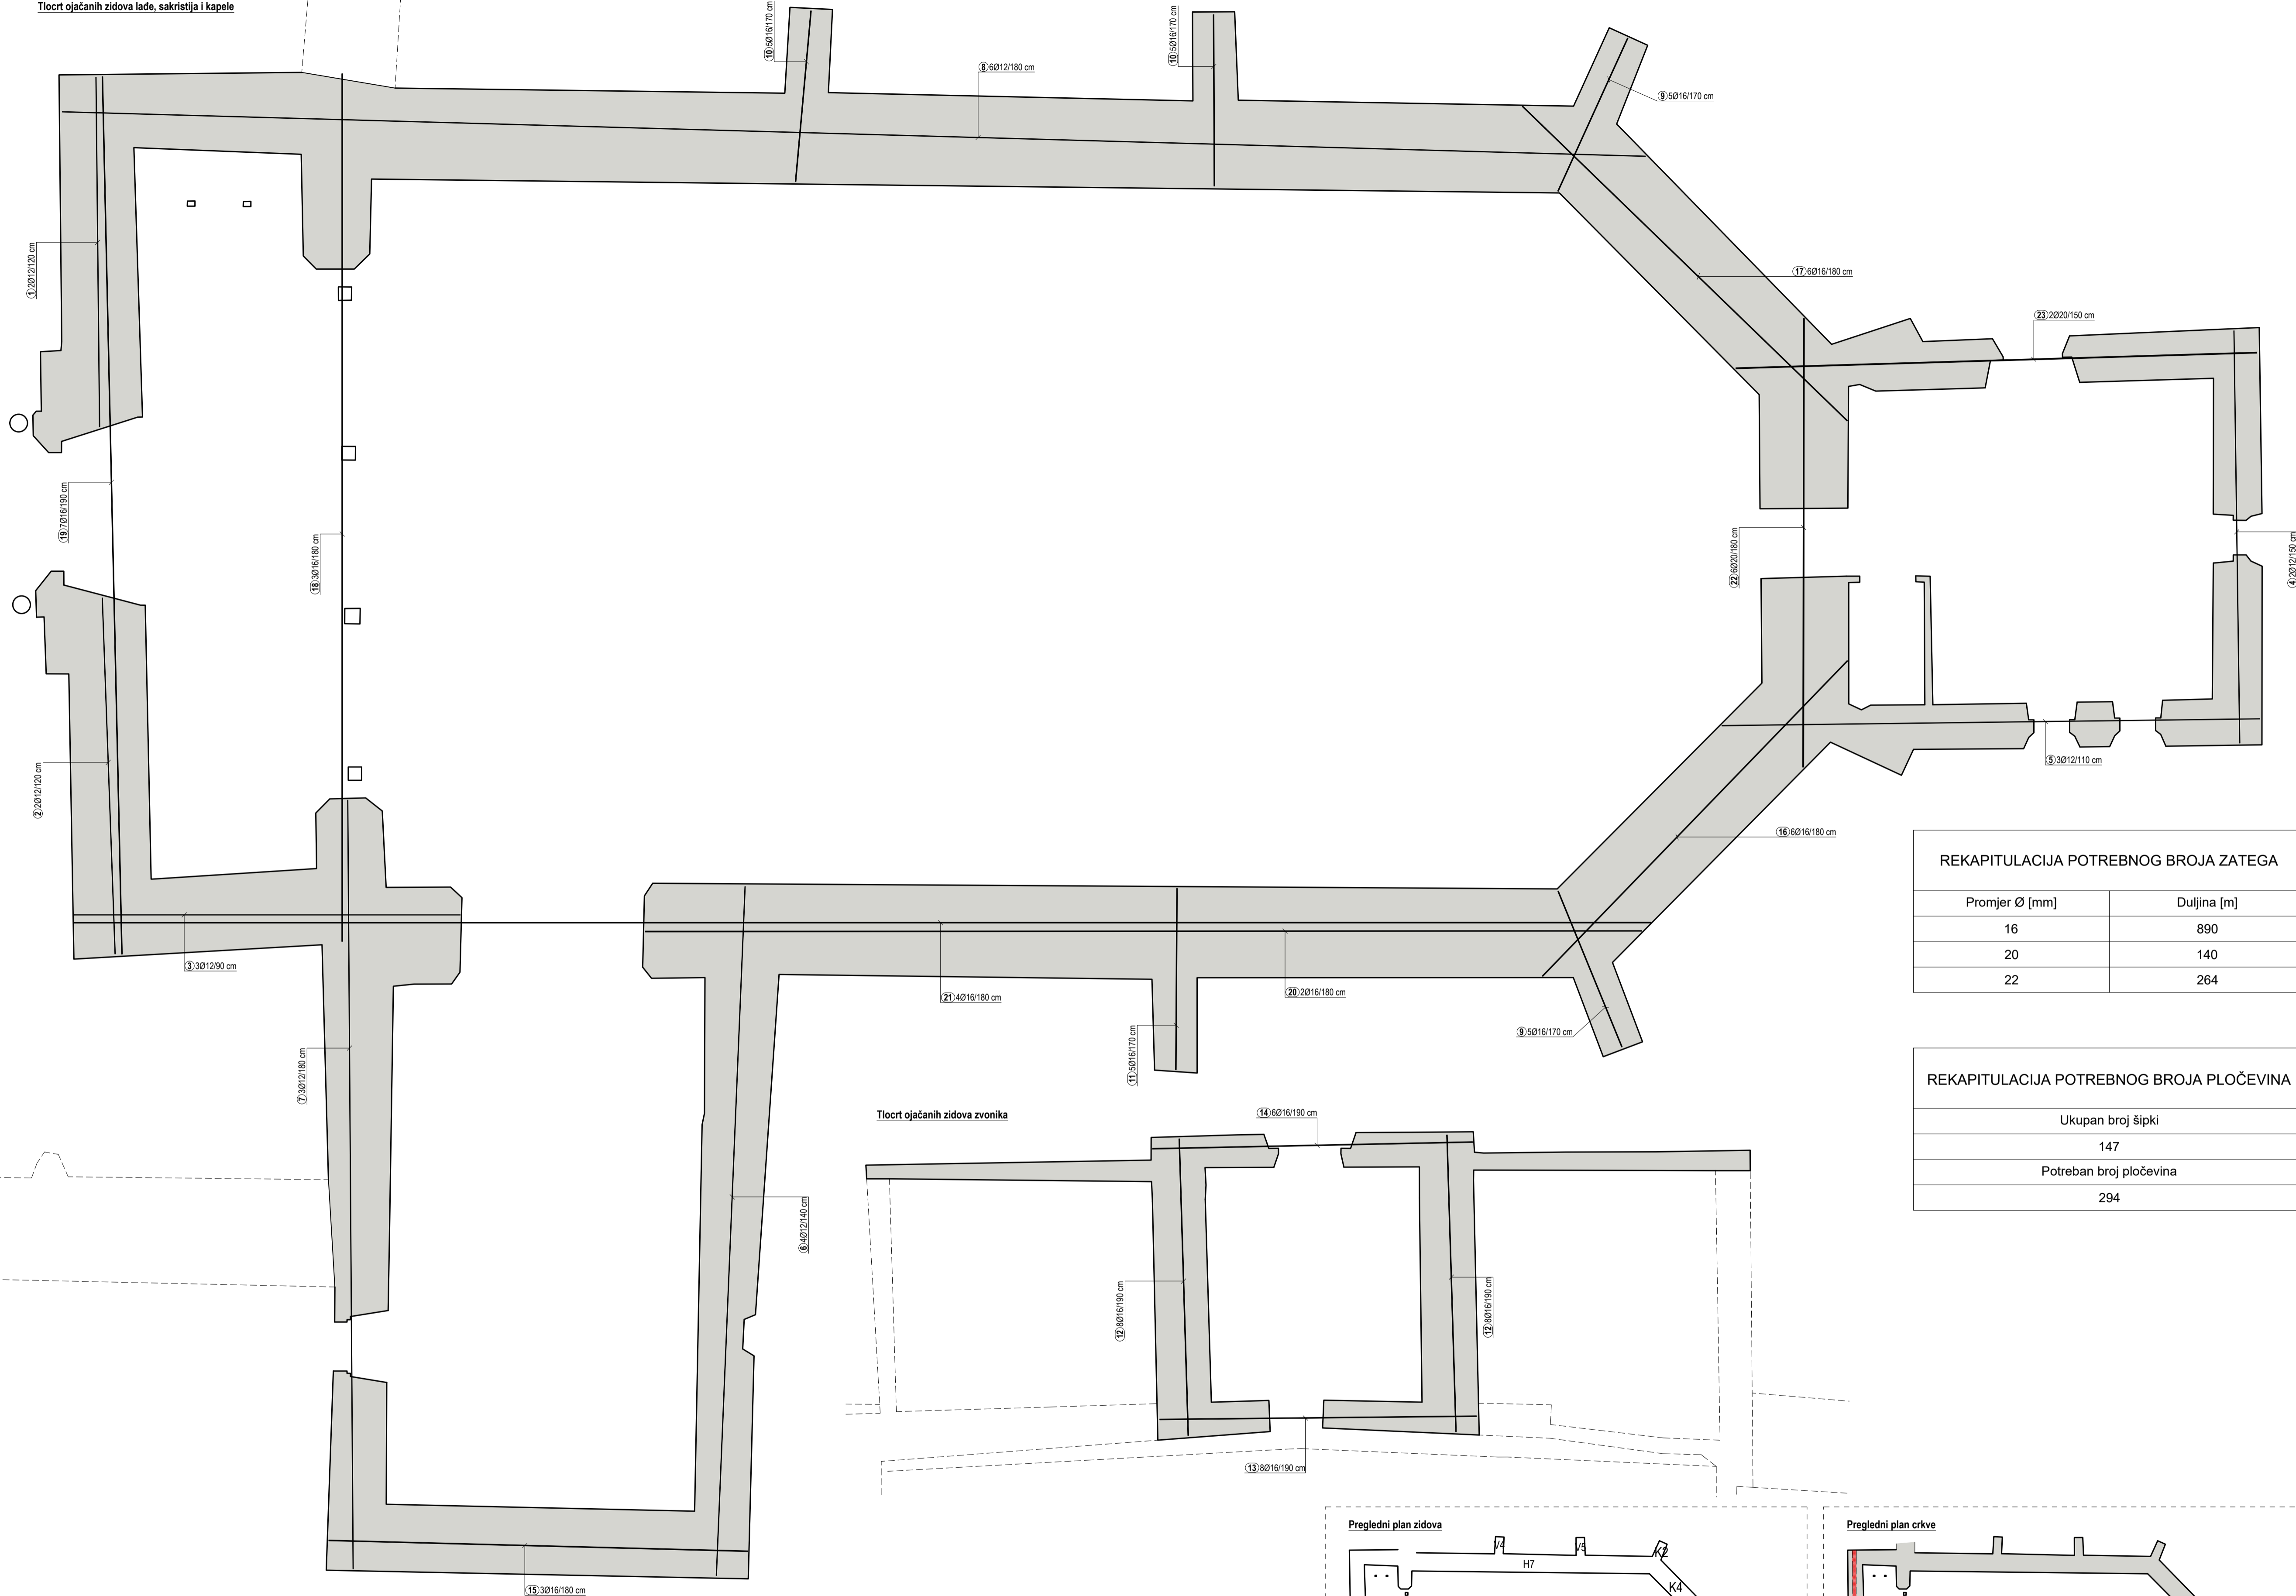 Tlocrt ojačanih zidova lađe, sakristija i kapele
10 5Ø16/170 cm
10 5Ø16/170 cm
8 6Ø12/180 cm
9 5Ø16/170 cm
1 2Ø12/120 cm
17 6Ø16/180 cm
23 2Ø20/150 cm
19 7Ø16/190 cm
18 3Ø16/180 cm
22 6Ø20/180 cm
4 2Ø12/150 cm
2 2Ø12/120 cm
5 3Ø12/110 cm
16 6Ø16/180 cm
3 3Ø12/90 cm
21 4Ø16/180 cm
20 2Ø16/180 cm
9 5Ø16/170 cm
7 3Ø12/180 cm
11 5Ø16/170 cm
6 4Ø12/140 cm
REKAPITULACIJA POTREBNOG BROJA ZATEGA
Promjer Ø [mm] Duljina [m]
16 890
20 140
22 264
REKAPITULACIJA POTREBNOG BROJA PLOČEVINA
Ukupan broj šipki
147
Potreban broj pločevina
294
Tlocrt ojačanih zidova zvonika
14 6Ø16/190 cm
12 8Ø16/190 cm
12 8Ø16/190 cm
13 8Ø16/190 cm
15 3Ø16/180 cm
Pregledni plan zidova
V4
V5
K2
H7
K4
Pregledni plan crkve